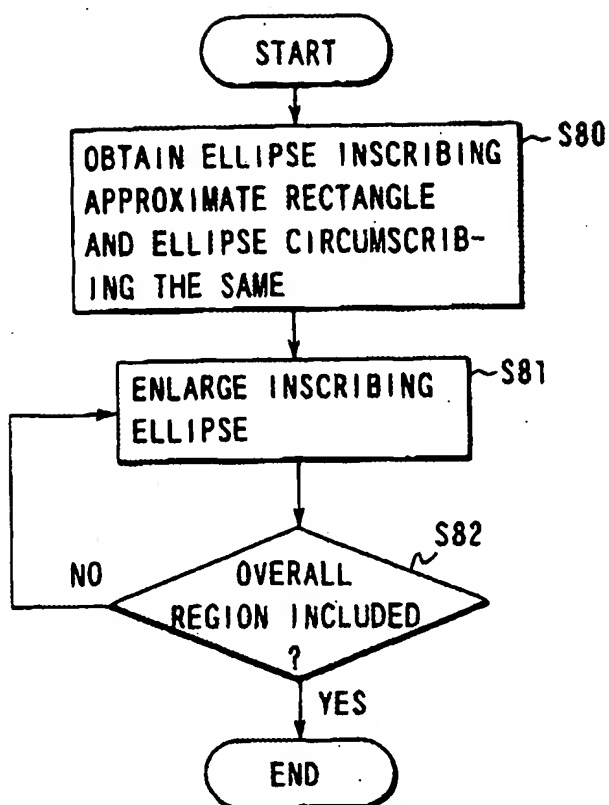 START
OBTAIN ELLIPSE INSCRIBING
APPROXIMATE RECTANGLE
AND ELLIPSE CIRCUMSCRIB-
ING THE SAME
S80
ENLARGE INSCRIBING
ELLIPSE
S81
OVERALL
REGION INCLUDED
?
S82
NO
YES
END